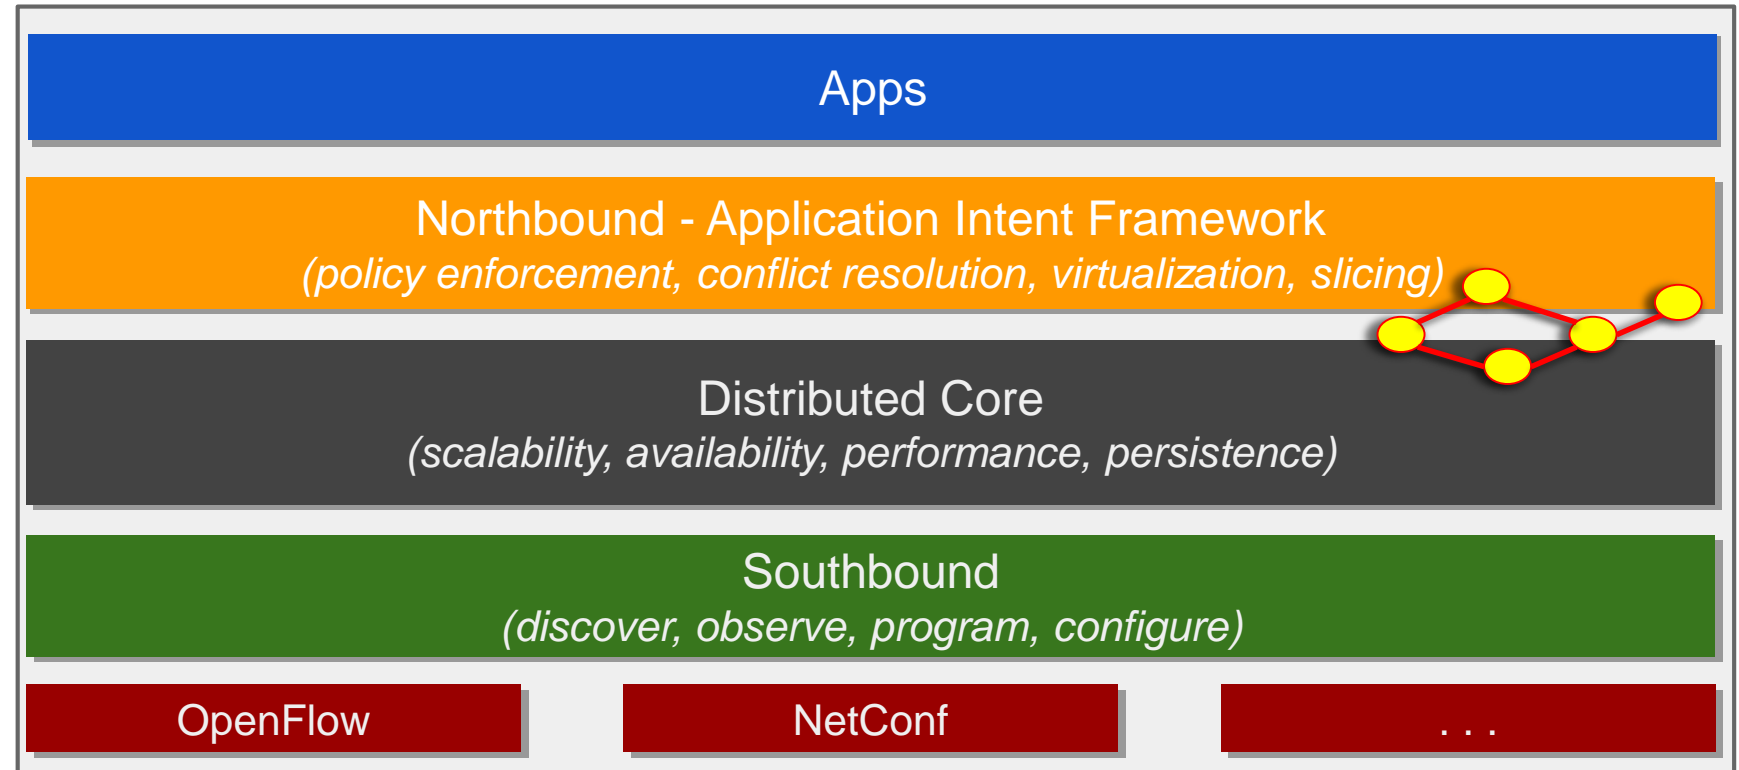 Apps
Northbound - Application Intent Framework
(policy enforcement, conflict resolution, virtualization, slicing)
Distributed Core
(scalability, availability, performance, persistence)
Southbound
(discover, observe, program, configure)
OpenFlow
NetConf
. . .